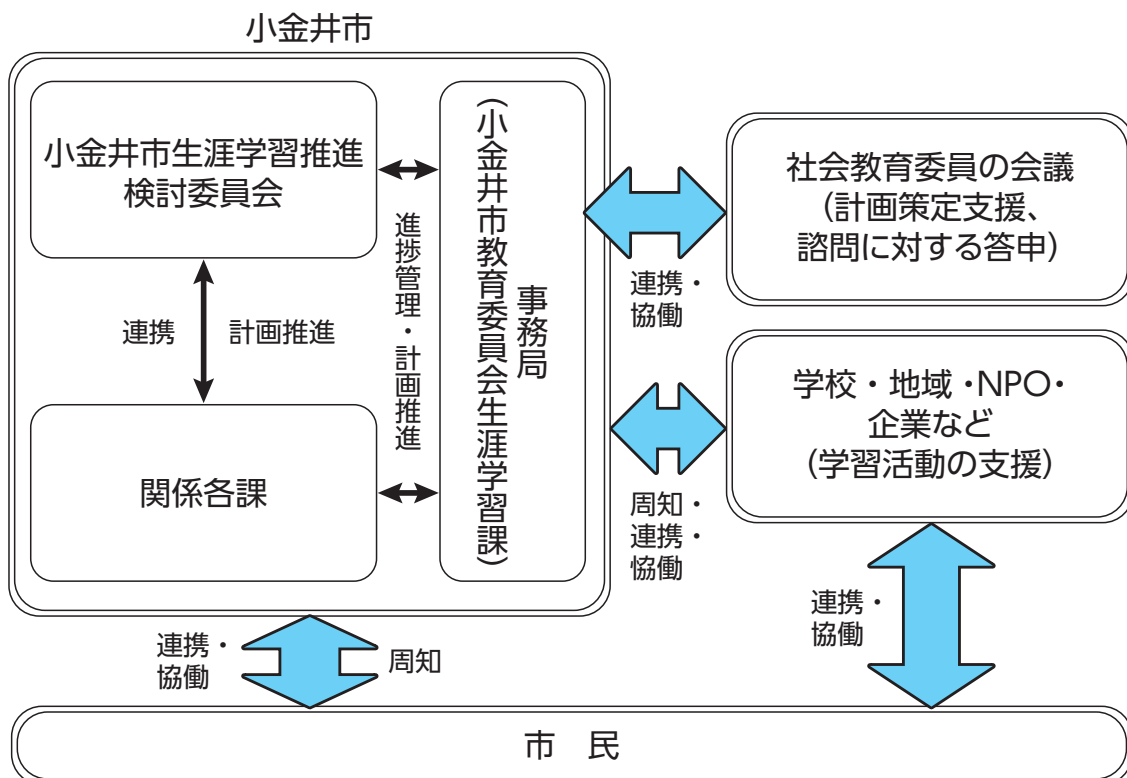 小金井市
小金井市生涯学習推進
検討委員会
連携
計画推進
関係各課
進捗管理・計画推進
事務局
（小金井市教育委員会生涯学習課）
連携・
協働
社会教育委員の会議
（計画策定支援、
諮問に対する答申）
周知・
連携・
恊働
学校・地域・NPO・
企業など
（学習活動の支援）
連携・
協働
周知
連携・
協働
市　民